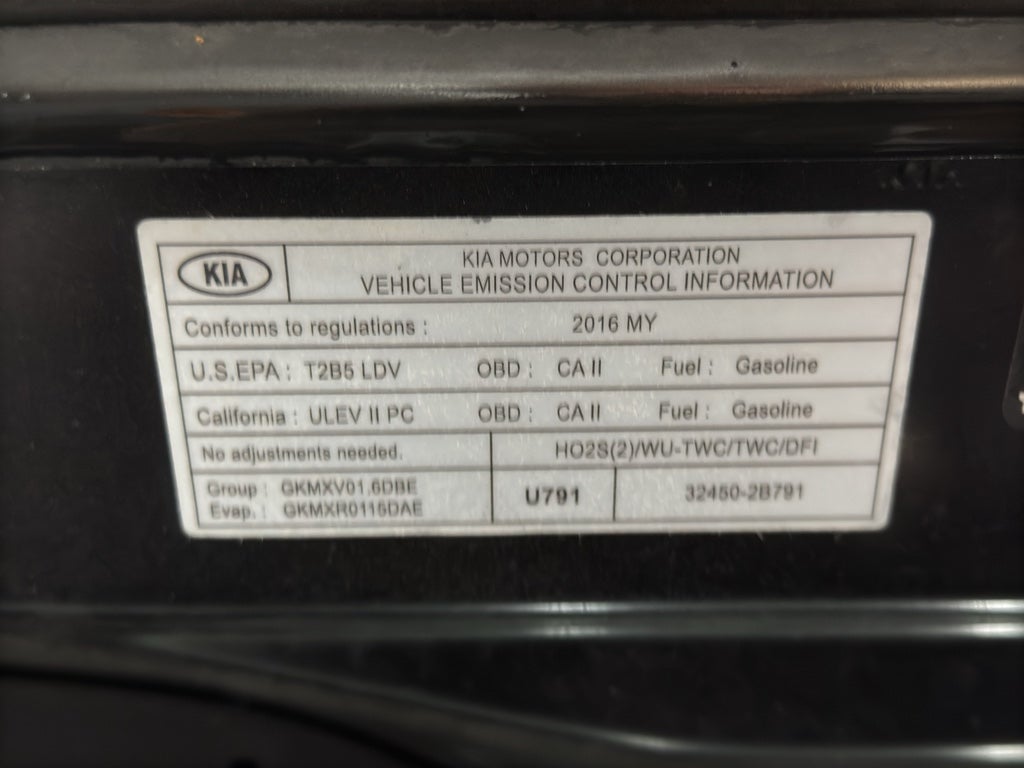 KIA
KIA MOTORS CORPORATION
VEHICLE EMISSION CONTROL INFORMATION
Conforms to regulations : 2016 MY
U.S.EPA : T2B5 LDV OBD : CA II Fuel : Gasoline
California : ULEV II PC OBD : CA II Fuel : Gasoline
No adjustments needed. HO2S(2)/WU-TWC/TWC/DFI
Group : GKMXV01.6DBE
Evap. : GKMXR0115DAE
U791
32450-2B791